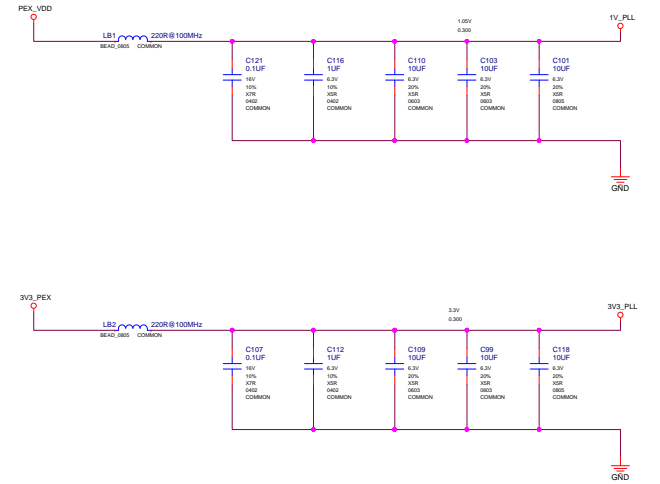 PEX_VDD
1.05V
0.300
1V_PLL
LB1 220R@100MHz
BEAD_0805 COMMON
C121
0.1UF
16V
10%
X7R
0402
COMMON
C116
1UF
6.3V
10%
X5R
0402
COMMON
C110
10UF
6.3V
20%
X5R
0603
COMMON
C103
10UF
6.3V
20%
X5R
0603
COMMON
C101
10UF
6.3V
20%
X5R
0805
COMMON
GND
3V3_PEX
3.3V
0.300
3V3_PLL
LB2 220R@100MHz
BEAD_0805 COMMON
C107
0.1UF
16V
10%
X7R
0402
COMMON
C112
1UF
6.3V
10%
X5R
0402
COMMON
C109
10UF
6.3V
20%
X5R
0603
COMMON
C99
10UF
6.3V
20%
X5R
0603
COMMON
C118
10UF
6.3V
20%
X5R
0805
COMMON
GND